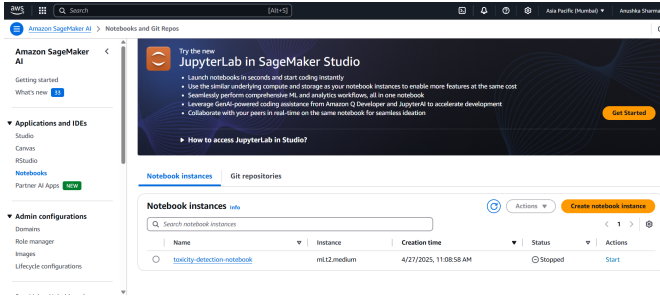 aws
Search [Alt+S]
Asia Pacific (Mumbai) ▼ Anushka Sharma
Amazon SageMaker AI > Notebooks and Git Repos
Amazon SageMaker AI
Getting started
What's new 33
Applications and IDEs
Studio
Canvas
RStudio
Notebooks
Partner AI Apps NEW
Admin configurations
Domains
Role manager
Images
Lifecycle configurations
Try the new
JupyterLab in SageMaker Studio
• Launch notebooks in seconds and start coding instantly
• Use the similar underlying compute and storage as your notebook instances to enable more features at the same cost
• Seamlessly perform comprehensive ML and analytics workflows, all in one notebook
• Leverage GenAI-powered coding assistance from Amazon Q Developer and JupyterAI to accelerate development
• Collaborate with your peers in real-time on the same notebook for seamless ideation
Get Started
How to access JupyterLab in Studio?
Notebook instances Git repositories
Notebook instances Info
Actions ▼ Create notebook instance
Search notebook instances
< 1 >
Name Instance Creation time Status Actions
toxicity-detection-notebook ml.t2.medium 4/27/2025, 11:08:58 AM Stopped Start